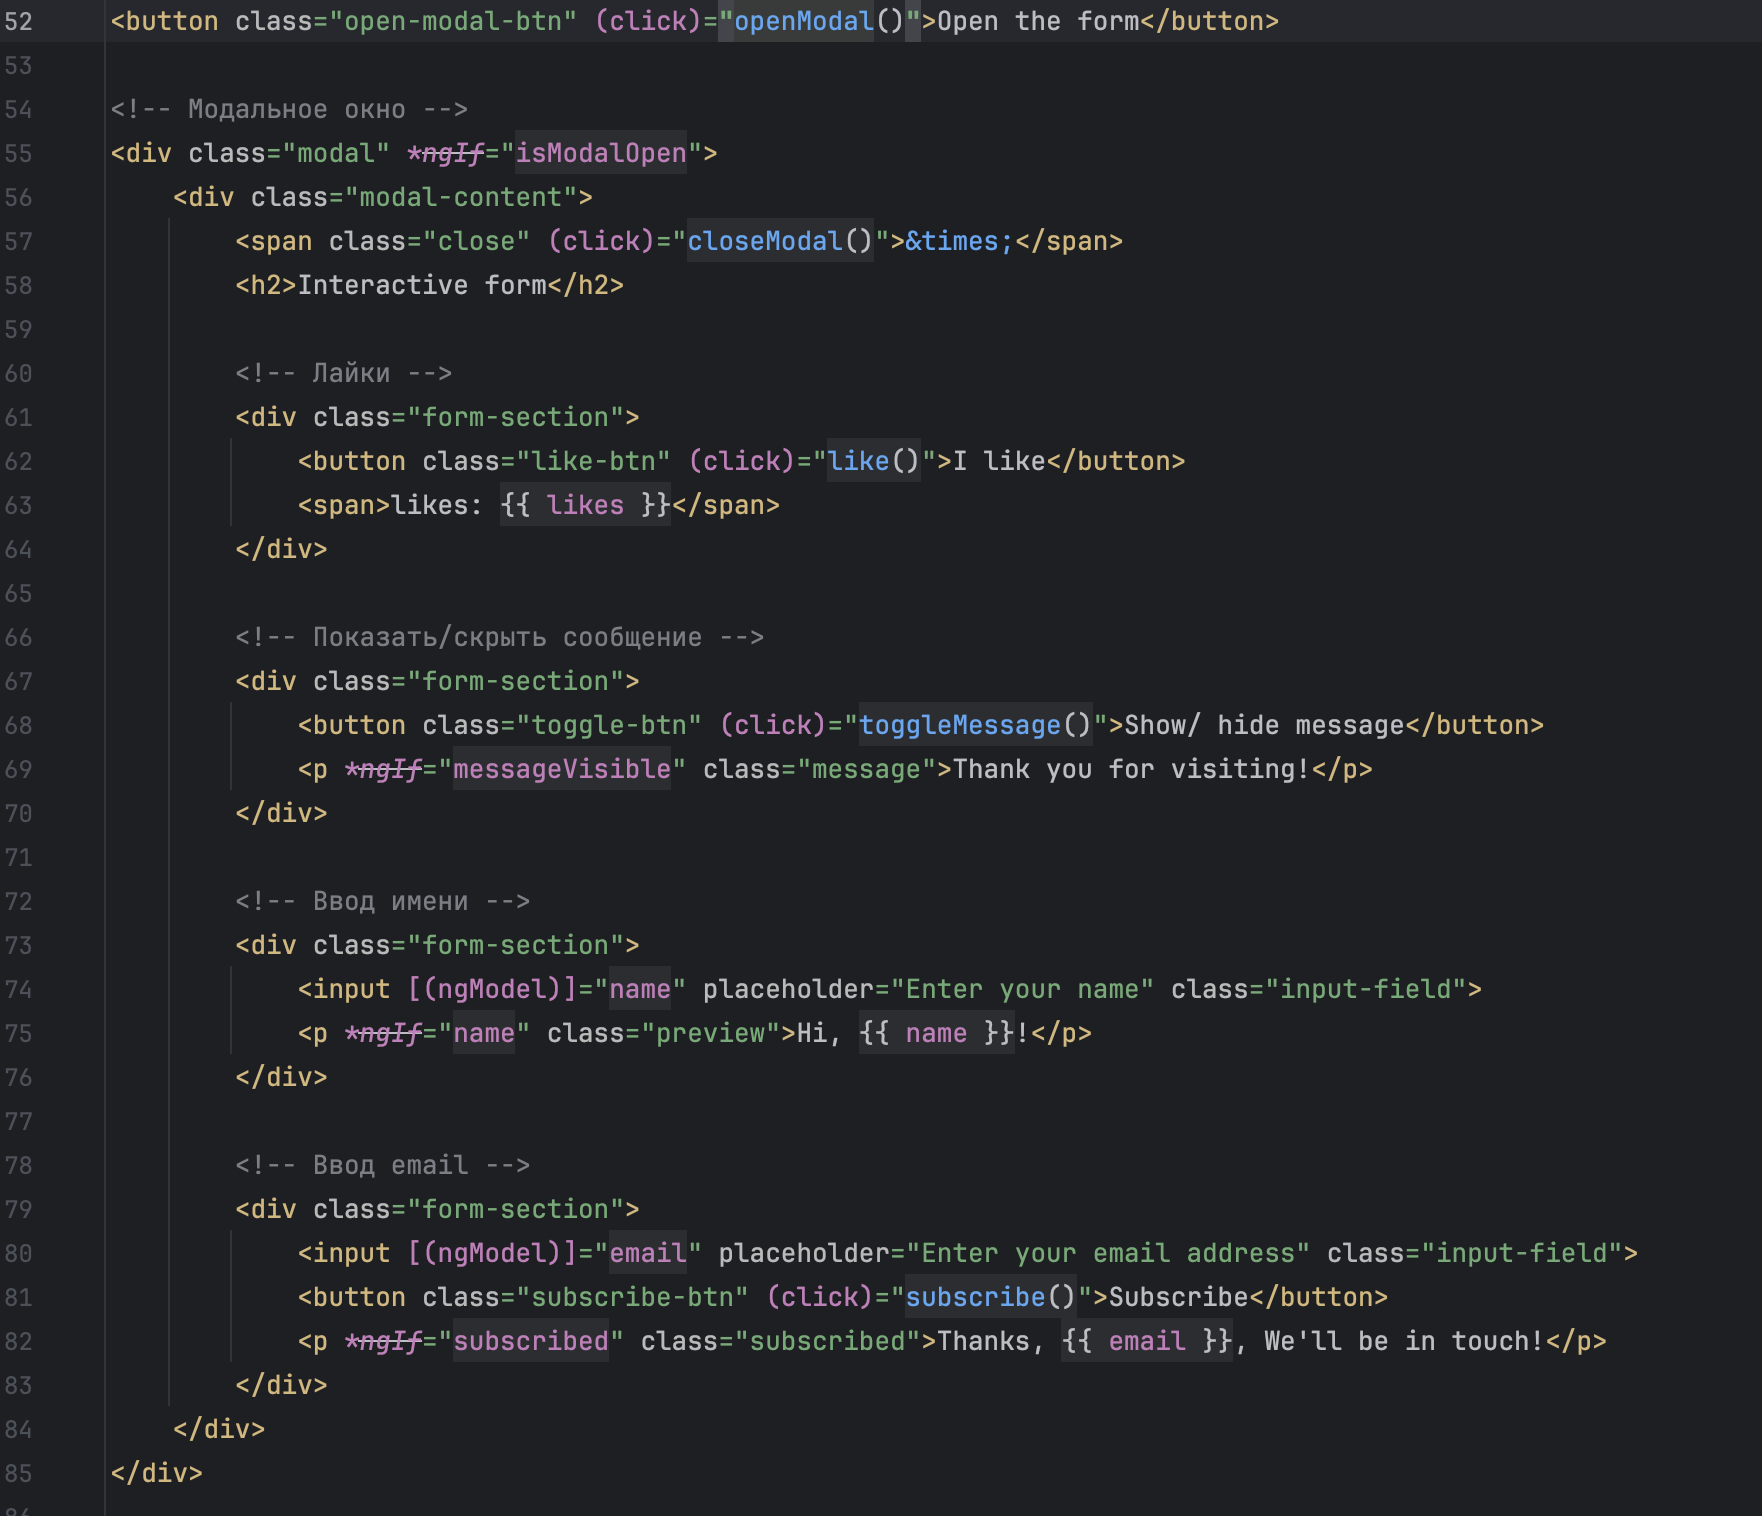 52 <button class="open-modal-btn" (click)="openModal()">Open the form</button>
53
54 <!-- Модальное окно -->
55 <div class="modal" *ngIf="isModalOpen">
56 <div class="modal-content">
57 <span class="close" (click)="closeModal()">&times;</span>
58 <h2>Interactive form</h2>
59
60 <!-- Лайки -->
61 <div class="form-section">
62 <button class="like-btn" (click)="like()">I like</button>
63 <span>likes: {{ likes }}</span>
64 </div>
65
66 <!-- Показать/скрыть сообщение -->
67 <div class="form-section">
68 <button class="toggle-btn" (click)="toggleMessage()">Show/ hide message</button>
69 <p *ngIf="messageVisible" class="message">Thank you for visiting!</p>
70 </div>
71
72 <!-- Ввод имени -->
73 <div class="form-section">
74 <input [(ngModel)]="name" placeholder="Enter your name" class="input-field">
75 <p *ngIf="name" class="preview">Hi, {{ name }}!</p>
76 </div>
77
78 <!-- Ввод email -->
79 <div class="form-section">
80 <input [(ngModel)]="email" placeholder="Enter your email address" class="input-field">
81 <button class="subscribe-btn" (click)="subscribe()">Subscribe</button>
82 <p *ngIf="subscribed" class="subscribed">Thanks, {{ email }}, We'll be in touch!</p>
83 </div>
84 </div>
85 </div>